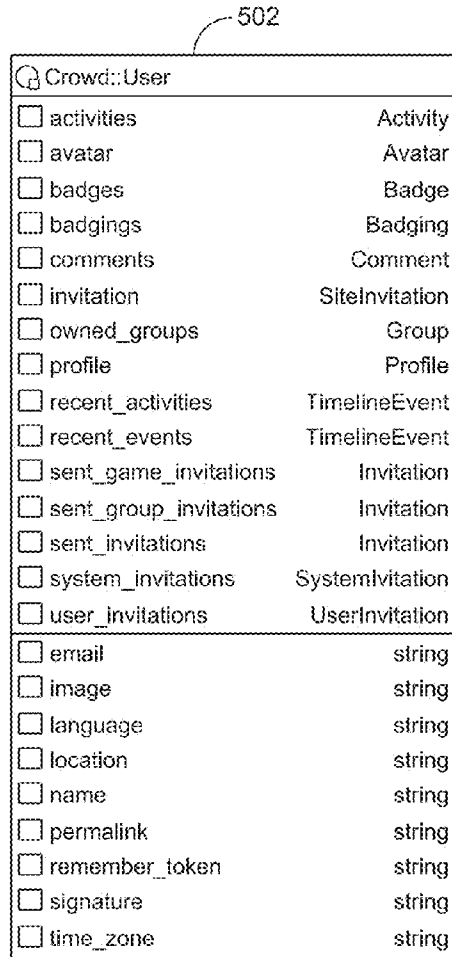 502
Crowd::User
activities Activity
avatar Avatar
badges Badge
badgings Badging
comments Comment
invitation SiteInvitation
owned_groups Group
profile Profile
recent_activities TimelineEvent
recent_events TimelineEvent
sent_game_invitations Invitation
sent_group_invitations Invitation
sent_invitations Invitation
system_invitations SystemIvitation
user_invitations UserInvitation
email string
image string
language string
location string
name string
permalink string
remember_token string
signature string
time_zone string